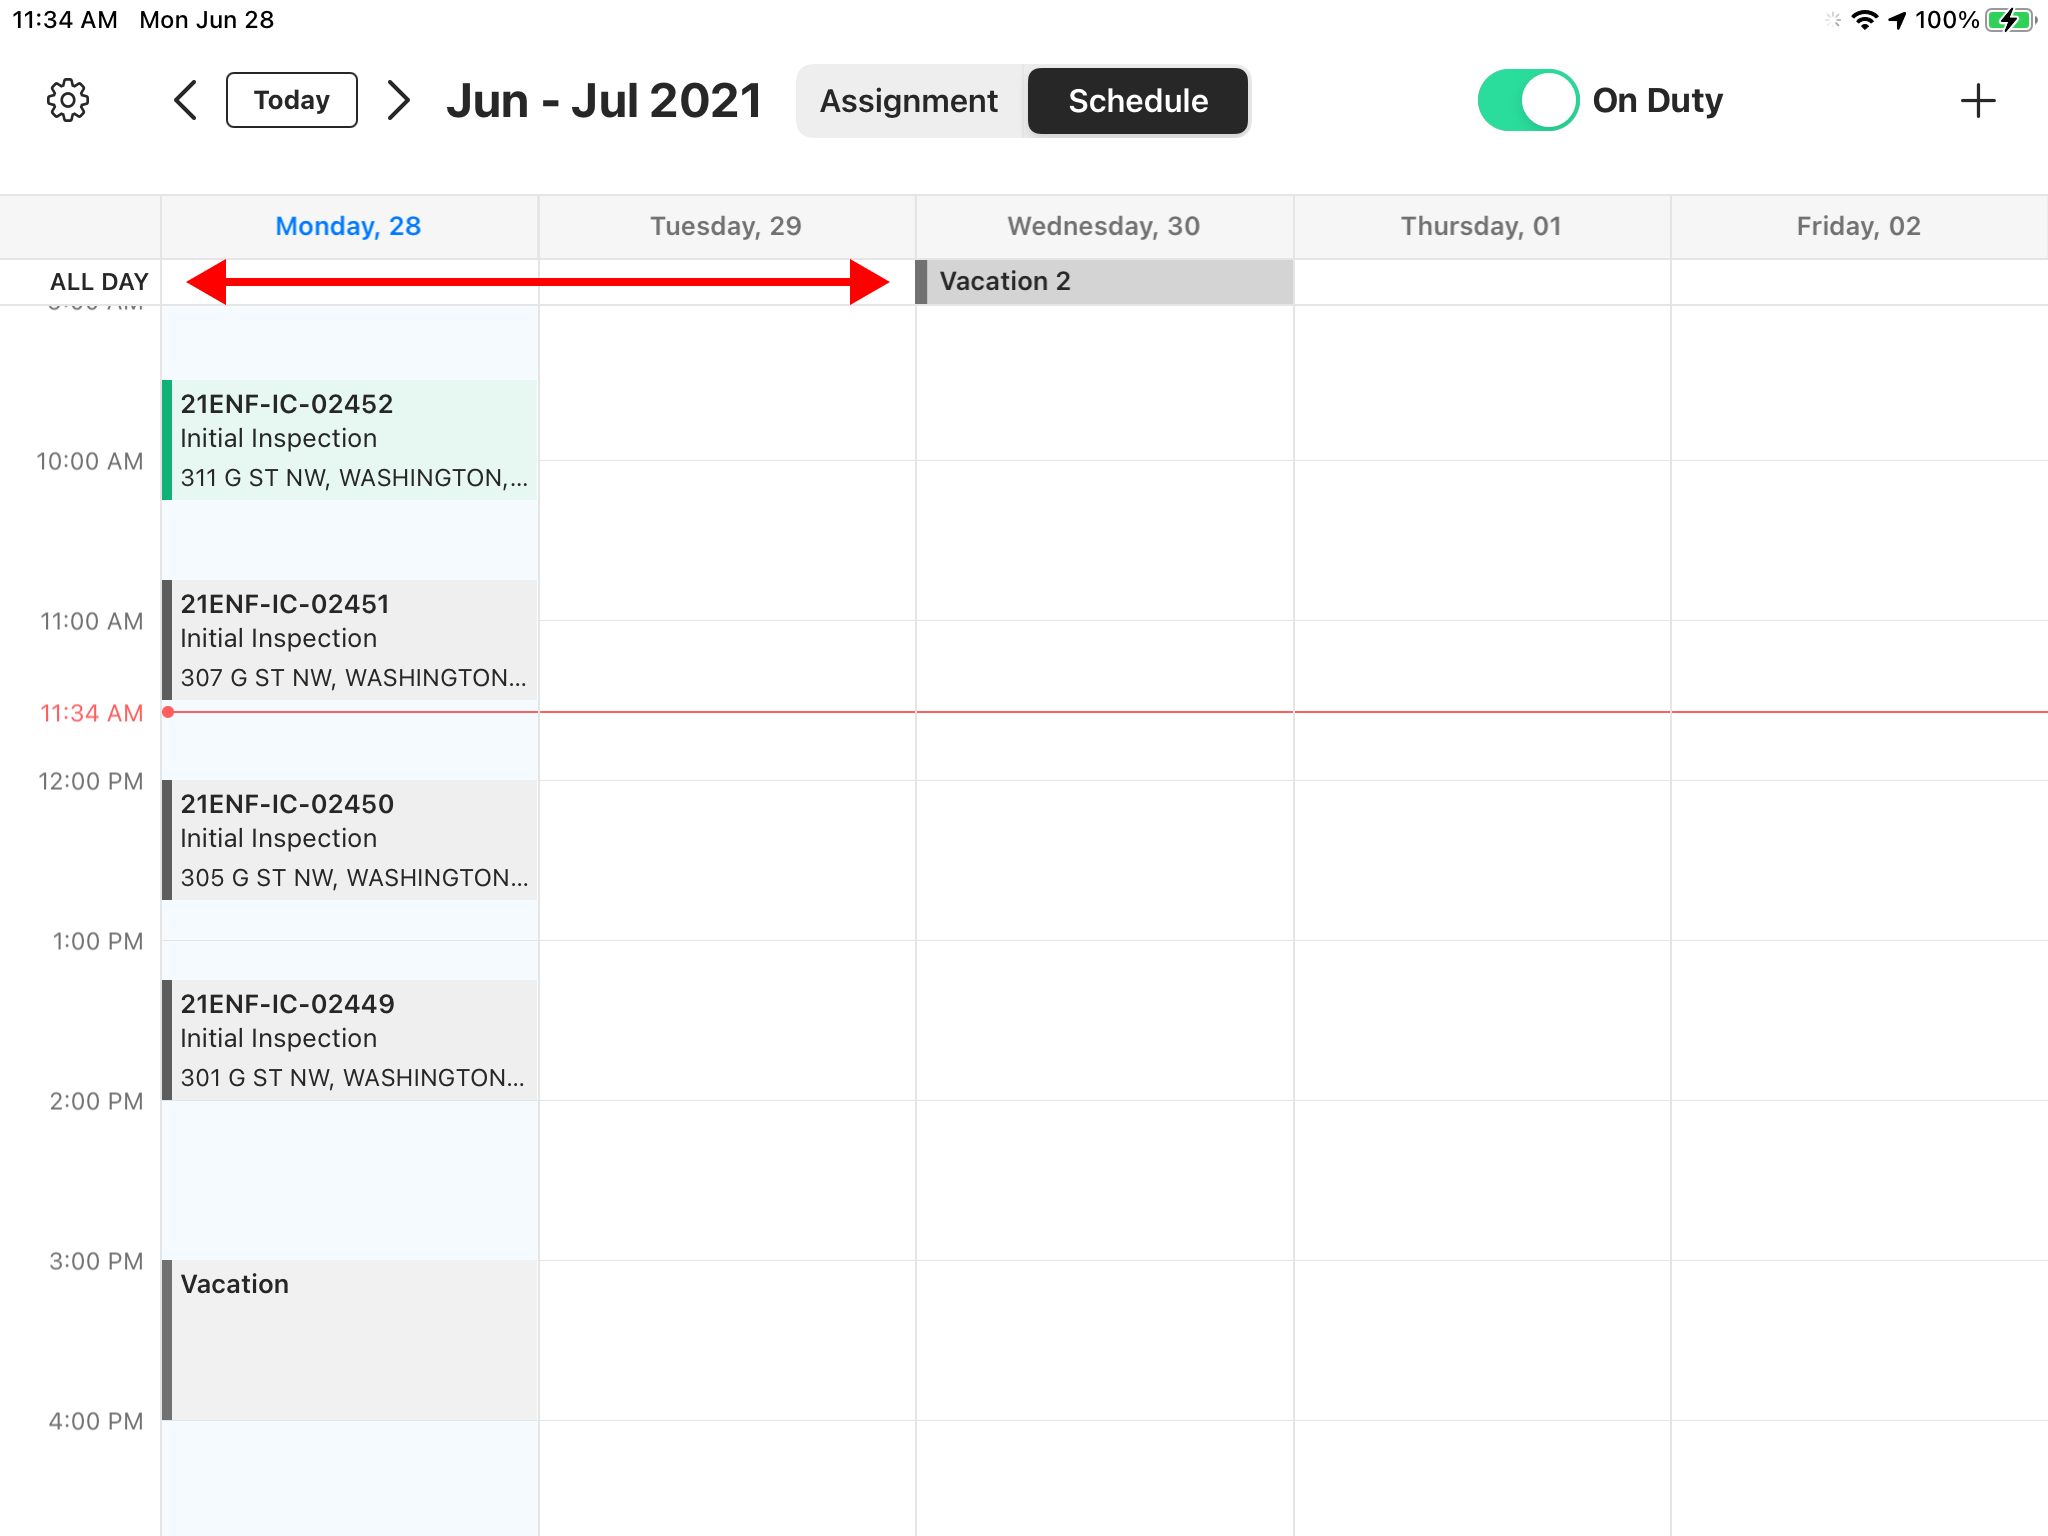 11:34 AM Mon Jun 28
100%
Today
Jun - Jul 2021
Assignment
Schedule
On Duty
Monday, 28
Tuesday, 29
Wednesday, 30
Thursday, 01
Friday, 02
ALL DAY
Vacation 2
21ENF-IC-02452
Initial Inspection
10:00 AM
311 G ST NW, WASHINGTON,...
21ENF-IC-02451
11:00 AM
Initial Inspection
307 G ST NW, WASHINGTON...
11:34 AM
12:00 PM
21ENF-IC-02450
Initial Inspection
305 G ST NW, WASHINGTON...
1:00 PM
21ENF-IC-02449
Initial Inspection
301 G ST NW, WASHINGTON...
2:00 PM
3:00 PM
Vacation
4:00 PM